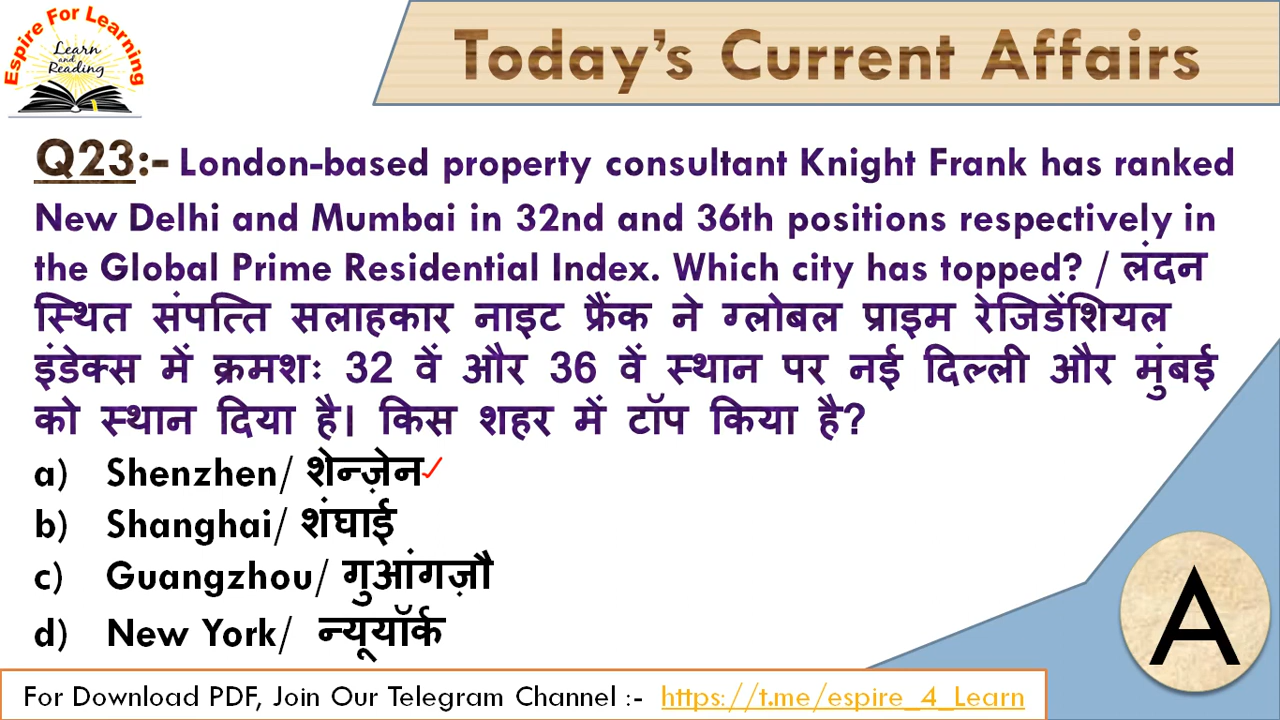 Espire For Learning
Learn
and
Reading
Today's Current Affairs
Q23:- London-based property consultant Knight Frank has ranked
New Delhi and Mumbai in 32nd and 36th positions respectively in
the Global Prime Residential Index. Which city has topped? / लंदन
स्थित संपत्ति सलाहकार नाइट फ्रैंक ने ग्लोबल प्राइम रेजिडेंशियल
इंडेक्स में क्रमशः 32 वें और 36 वें स्थान पर नई दिल्ली और मुंबई
को स्थान दिया है। किस शहर में टॉप किया है?
a) Shenzhen/ शेन्ज़ेन✓
b) Shanghai/ शंघाई
c) Guangzhou/ गुआंगज़ौ
d) New York/ न्यूयॉर्क
A
For Download PDF, Join Our Telegram Channel :- https://t.me/espire_4_Learn